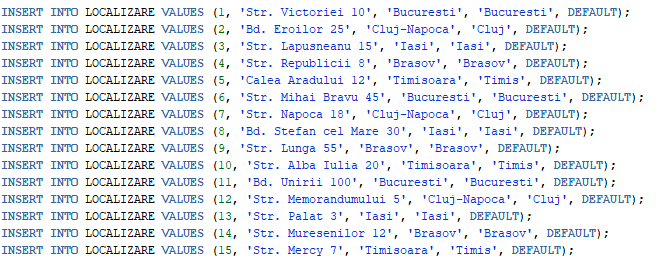 INSERT INTO LOCALIZARE VALUES (1, 'Str. Victoriei 10', 'Bucuresti', 'Bucuresti', DEFAULT);
INSERT INTO LOCALIZARE VALUES (2, 'Bd. Eroilor 25', 'Cluj-Napoca', 'Cluj', DEFAULT);
INSERT INTO LOCALIZARE VALUES (3, 'Str. Lapusneanu 15', 'Iasi', 'Iasi', DEFAULT);
INSERT INTO LOCALIZARE VALUES (4, 'Str. Republicii 8', 'Brasov', 'Brasov', DEFAULT);
INSERT INTO LOCALIZARE VALUES (5, 'Calea Aradului 12', 'Timisoara', 'Timis', DEFAULT);
INSERT INTO LOCALIZARE VALUES (6, 'Str. Mihai Bravu 45', 'Bucuresti', 'Bucuresti', DEFAULT);
INSERT INTO LOCALIZARE VALUES (7, 'Str. Napoca 18', 'Cluj-Napoca', 'Cluj', DEFAULT);
INSERT INTO LOCALIZARE VALUES (8, 'Bd. Stefan cel Mare 30', 'Iasi', 'Iasi', DEFAULT);
INSERT INTO LOCALIZARE VALUES (9, 'Str. Lunga 55', 'Brasov', 'Brasov', DEFAULT);
INSERT INTO LOCALIZARE VALUES (10, 'Str. Alba Iulia 20', 'Timisoara', 'Timis', DEFAULT);
INSERT INTO LOCALIZARE VALUES (11, 'Bd. Unirii 100', 'Bucuresti', 'Bucuresti', DEFAULT);
INSERT INTO LOCALIZARE VALUES (12, 'Str. Memorandumului 5', 'Cluj-Napoca', 'Cluj', DEFAULT);
INSERT INTO LOCALIZARE VALUES (13, 'Str. Palat 3', 'Iasi', 'Iasi', DEFAULT);
INSERT INTO LOCALIZARE VALUES (14, 'Str. Muresenilor 12', 'Brasov', 'Brasov', DEFAULT);
INSERT INTO LOCALIZARE VALUES (15, 'Str. Mercy 7', 'Timisoara', 'Timis', DEFAULT);